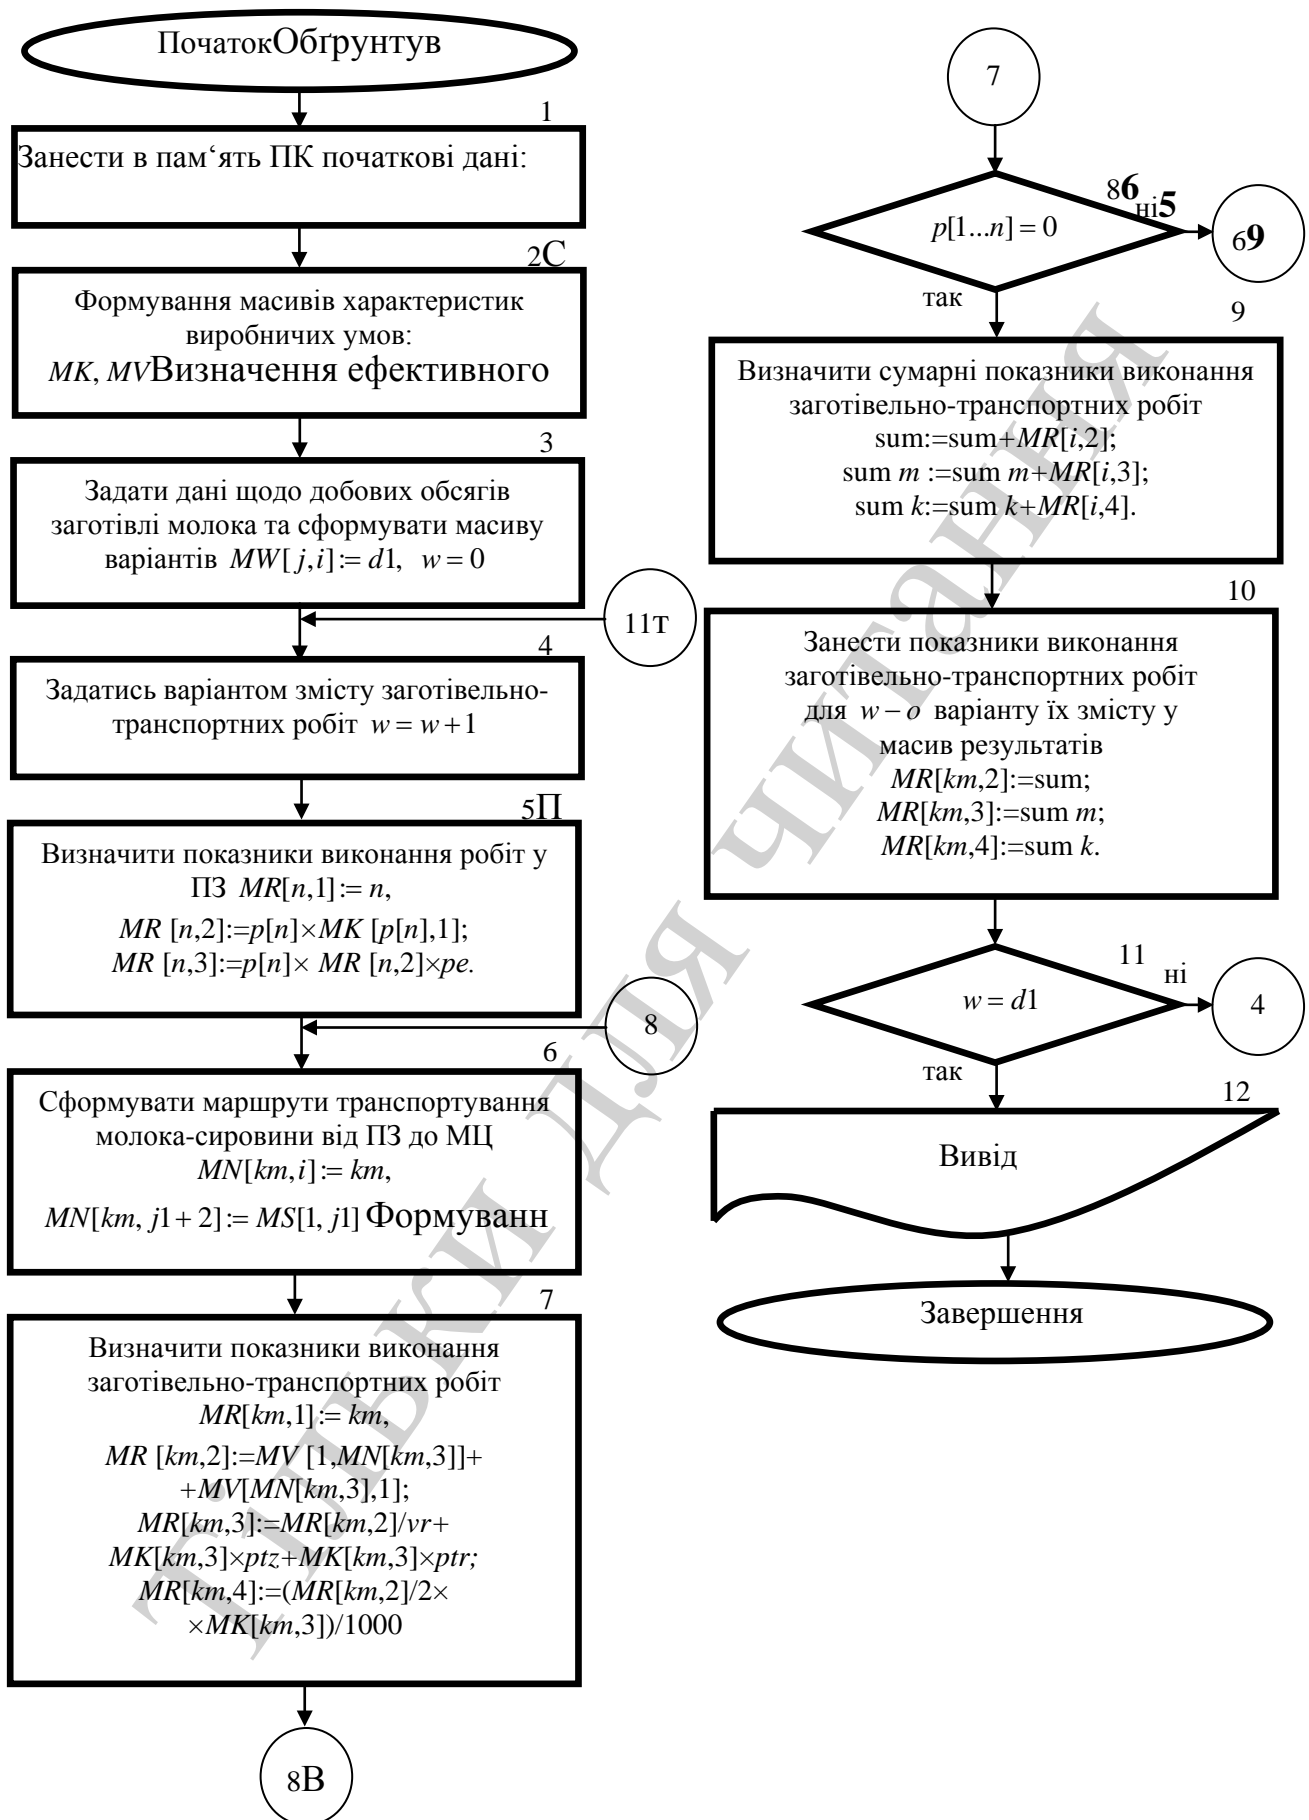 ПочатокОбґрунтув
1
Занести в пам‘ять ПК початкові дані:
2С
Формування масивів характеристик
виробничих умов:
MK, MVВизначення ефективного
3
Задати дані щодо добових обсягів
заготівлі молока та сформувати масиву
варіантів MW[j,i]:= d1, w = 0
11т
4
Задатись варіантом змісту заготівельно-
транспортних робіт w = w+1
5П
Визначити показники виконання робіт у
ПЗ MR[n,1]:= n,
MR [n,2]:=p[n]×MK [p[n],1];
MR [n,3]:=p[n]× MR [n,2]×pe.
8
6
Сформувати маршрути транспортування
молока-сировини від ПЗ до МЦ
MN[km,i]:= km,
MN[km, j1+2]:= MS[1, j1] Формуванн
7
Визначити показники виконання
заготівельно-транспортних робіт
MR[km,1]:= km,
MR [km,2]:=MV [1,MN[km,3]]+
+MV[MN[km,3],1];
MR[km,3]:=MR[km,2]/vr+
MK[km,3]×ptz+MK[km,3]×ptr;
MR[km,4]:=(MR[km,2]/2×
×MK[km,3])/1000
8В
7
86
ні5
p[1...n] = 0
69
так
9
Визначити сумарні показники виконання
заготівельно-транспортних робіт
sum:=sum+MR[i,2];
sum m :=sum m+MR[i,3];
sum k:=sum k+MR[i,4].
10
Занести показники виконання
заготівельно-транспортних робіт
для w – o варіанту їх змісту у
масив результатів
MR[km,2]:=sum;
MR[km,3]:=sum m;
MR[km,4]:=sum k.
11
ні
w = d1
4
так
12
Вивід
Завершення
Тільки для читання